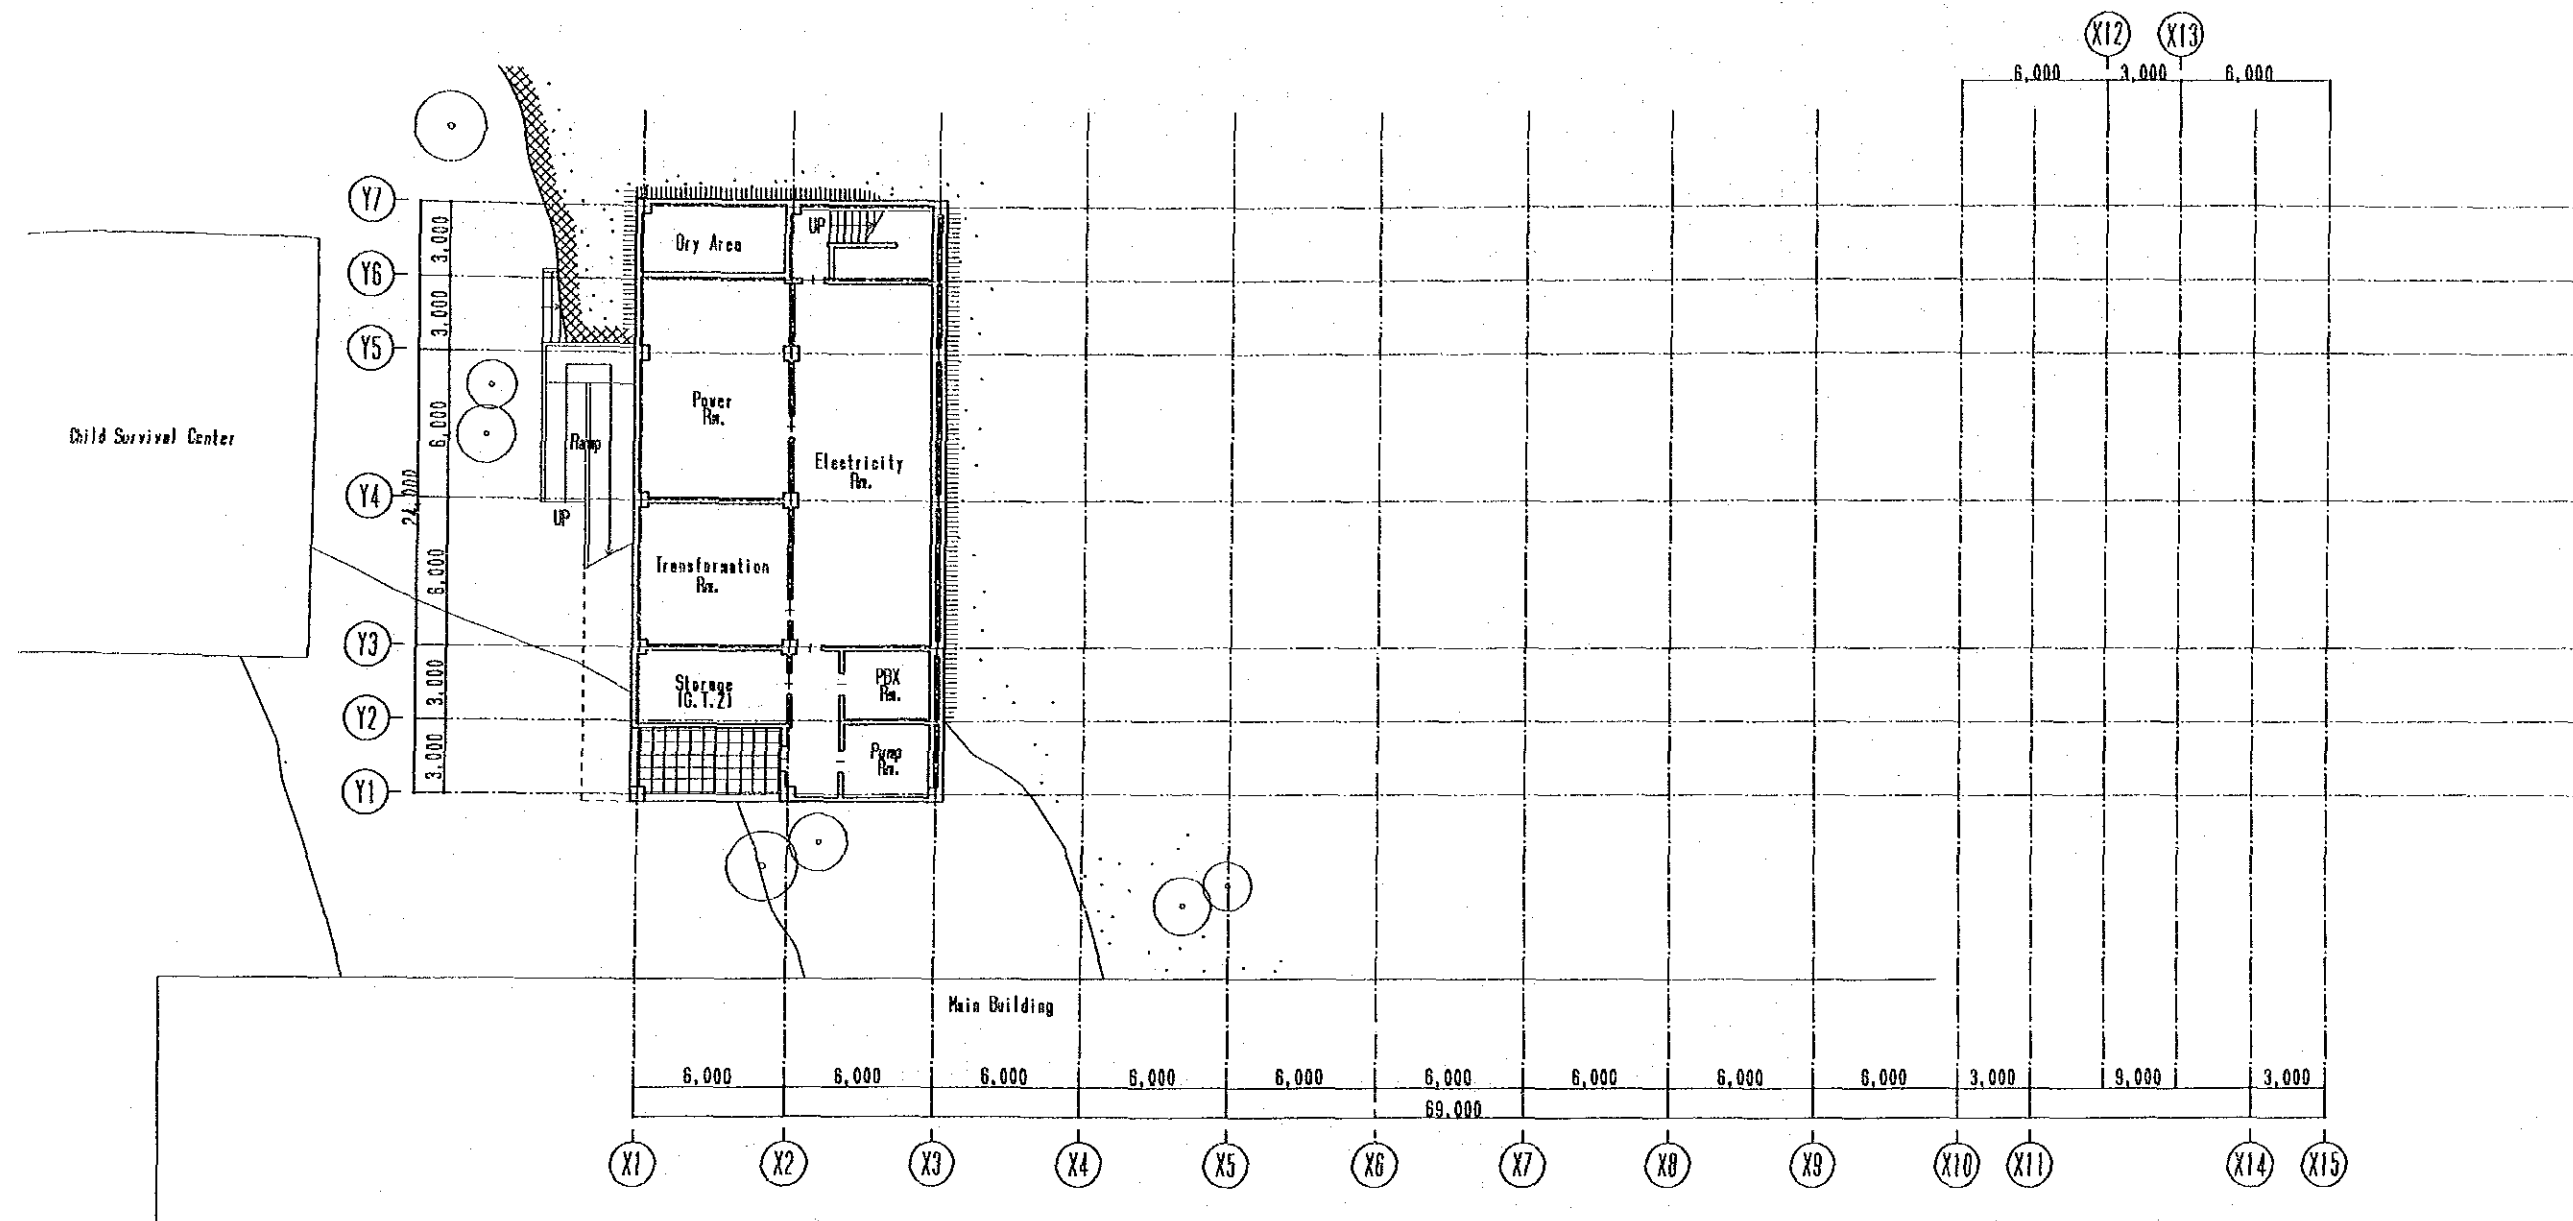 X12 X13
6,000 3,000 6,000
Y7
3,000
Dry Area
UP
Y6
3,000
Y5
Child Survival Center
6,000
Ramp
Power
Rm.
Electricity
Rm.
Y4
24,000
UP
6,000
Transformation
Rm.
Y3
3,000
Storage
(G.T.2)
PBX
Rm.
Y2
3,000
Pump
Rm.
Y1
Main Building
6,000 6,000 6,000 6,000 6,000 6,000 6,000 6,000 6,000 3,000 9,000 3,000
69,000
X1 X2 X3 X4 X5 X6 X7 X8 X9 X10 X11 X14 X15